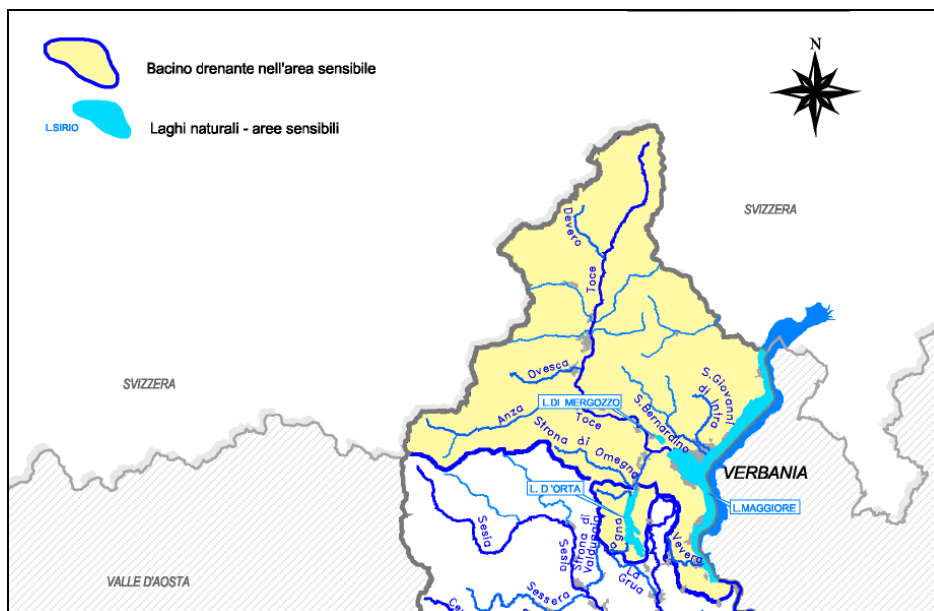 Bacino drenante nell'area sensibile
L.SIRIO
Laghi naturali - aree sensibili
N
SVIZZERA
Devero
Toce
SVIZZERA
Ovesca
L.DI MERGOZZO
S.Giovanni
di Intra
S.Bernardino
Anza
Toce
Strona di Omegna
VERBANIA
L. D'ORTA
L.MAGGIORE
Sesia
Sesia
Strona di
Valduggia
Pagna
Vevera
La
Grua
VALLE D'AOSTA
Sessera
Ce